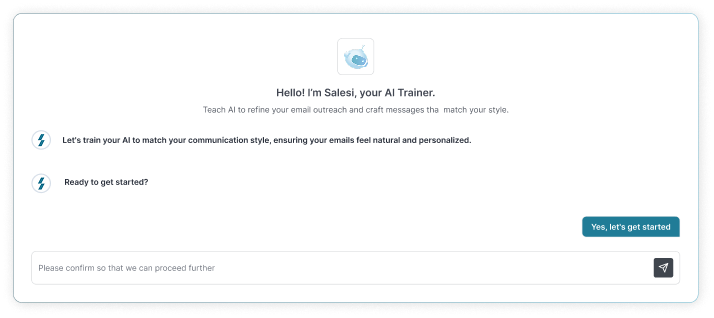 Hello! I'm Salesi, your AI Trainer.
Teach AI to refine your email outreach and craft messages tha match your style.
Let's train your AI to match your communication style, ensuring your emails feel natural and personalized.
Ready to get started?
Yes, let's get started
Please confirm so that we can proceed further